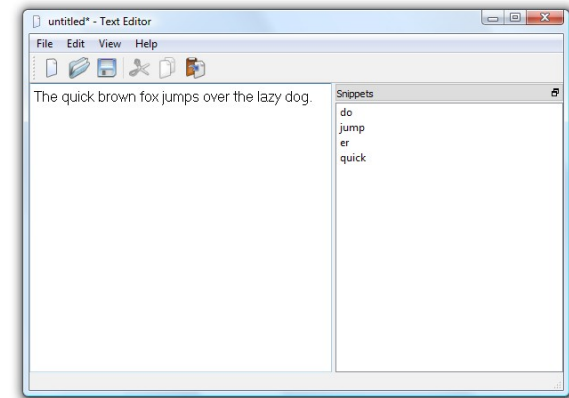 untitled* - Text Editor
File Edit View Help
The quick brown fox jumps over the lazy dog.
Snippets
do
jump
er
quick